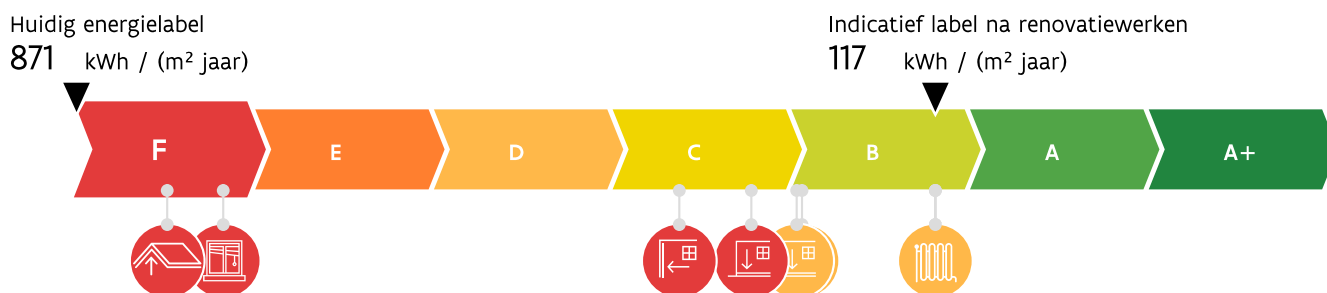 Huidig energielabel
871 kWh / (m² jaar)
Indicatief label na renovatiewerken
117 kWh / (m² jaar)
F E D C B A A+